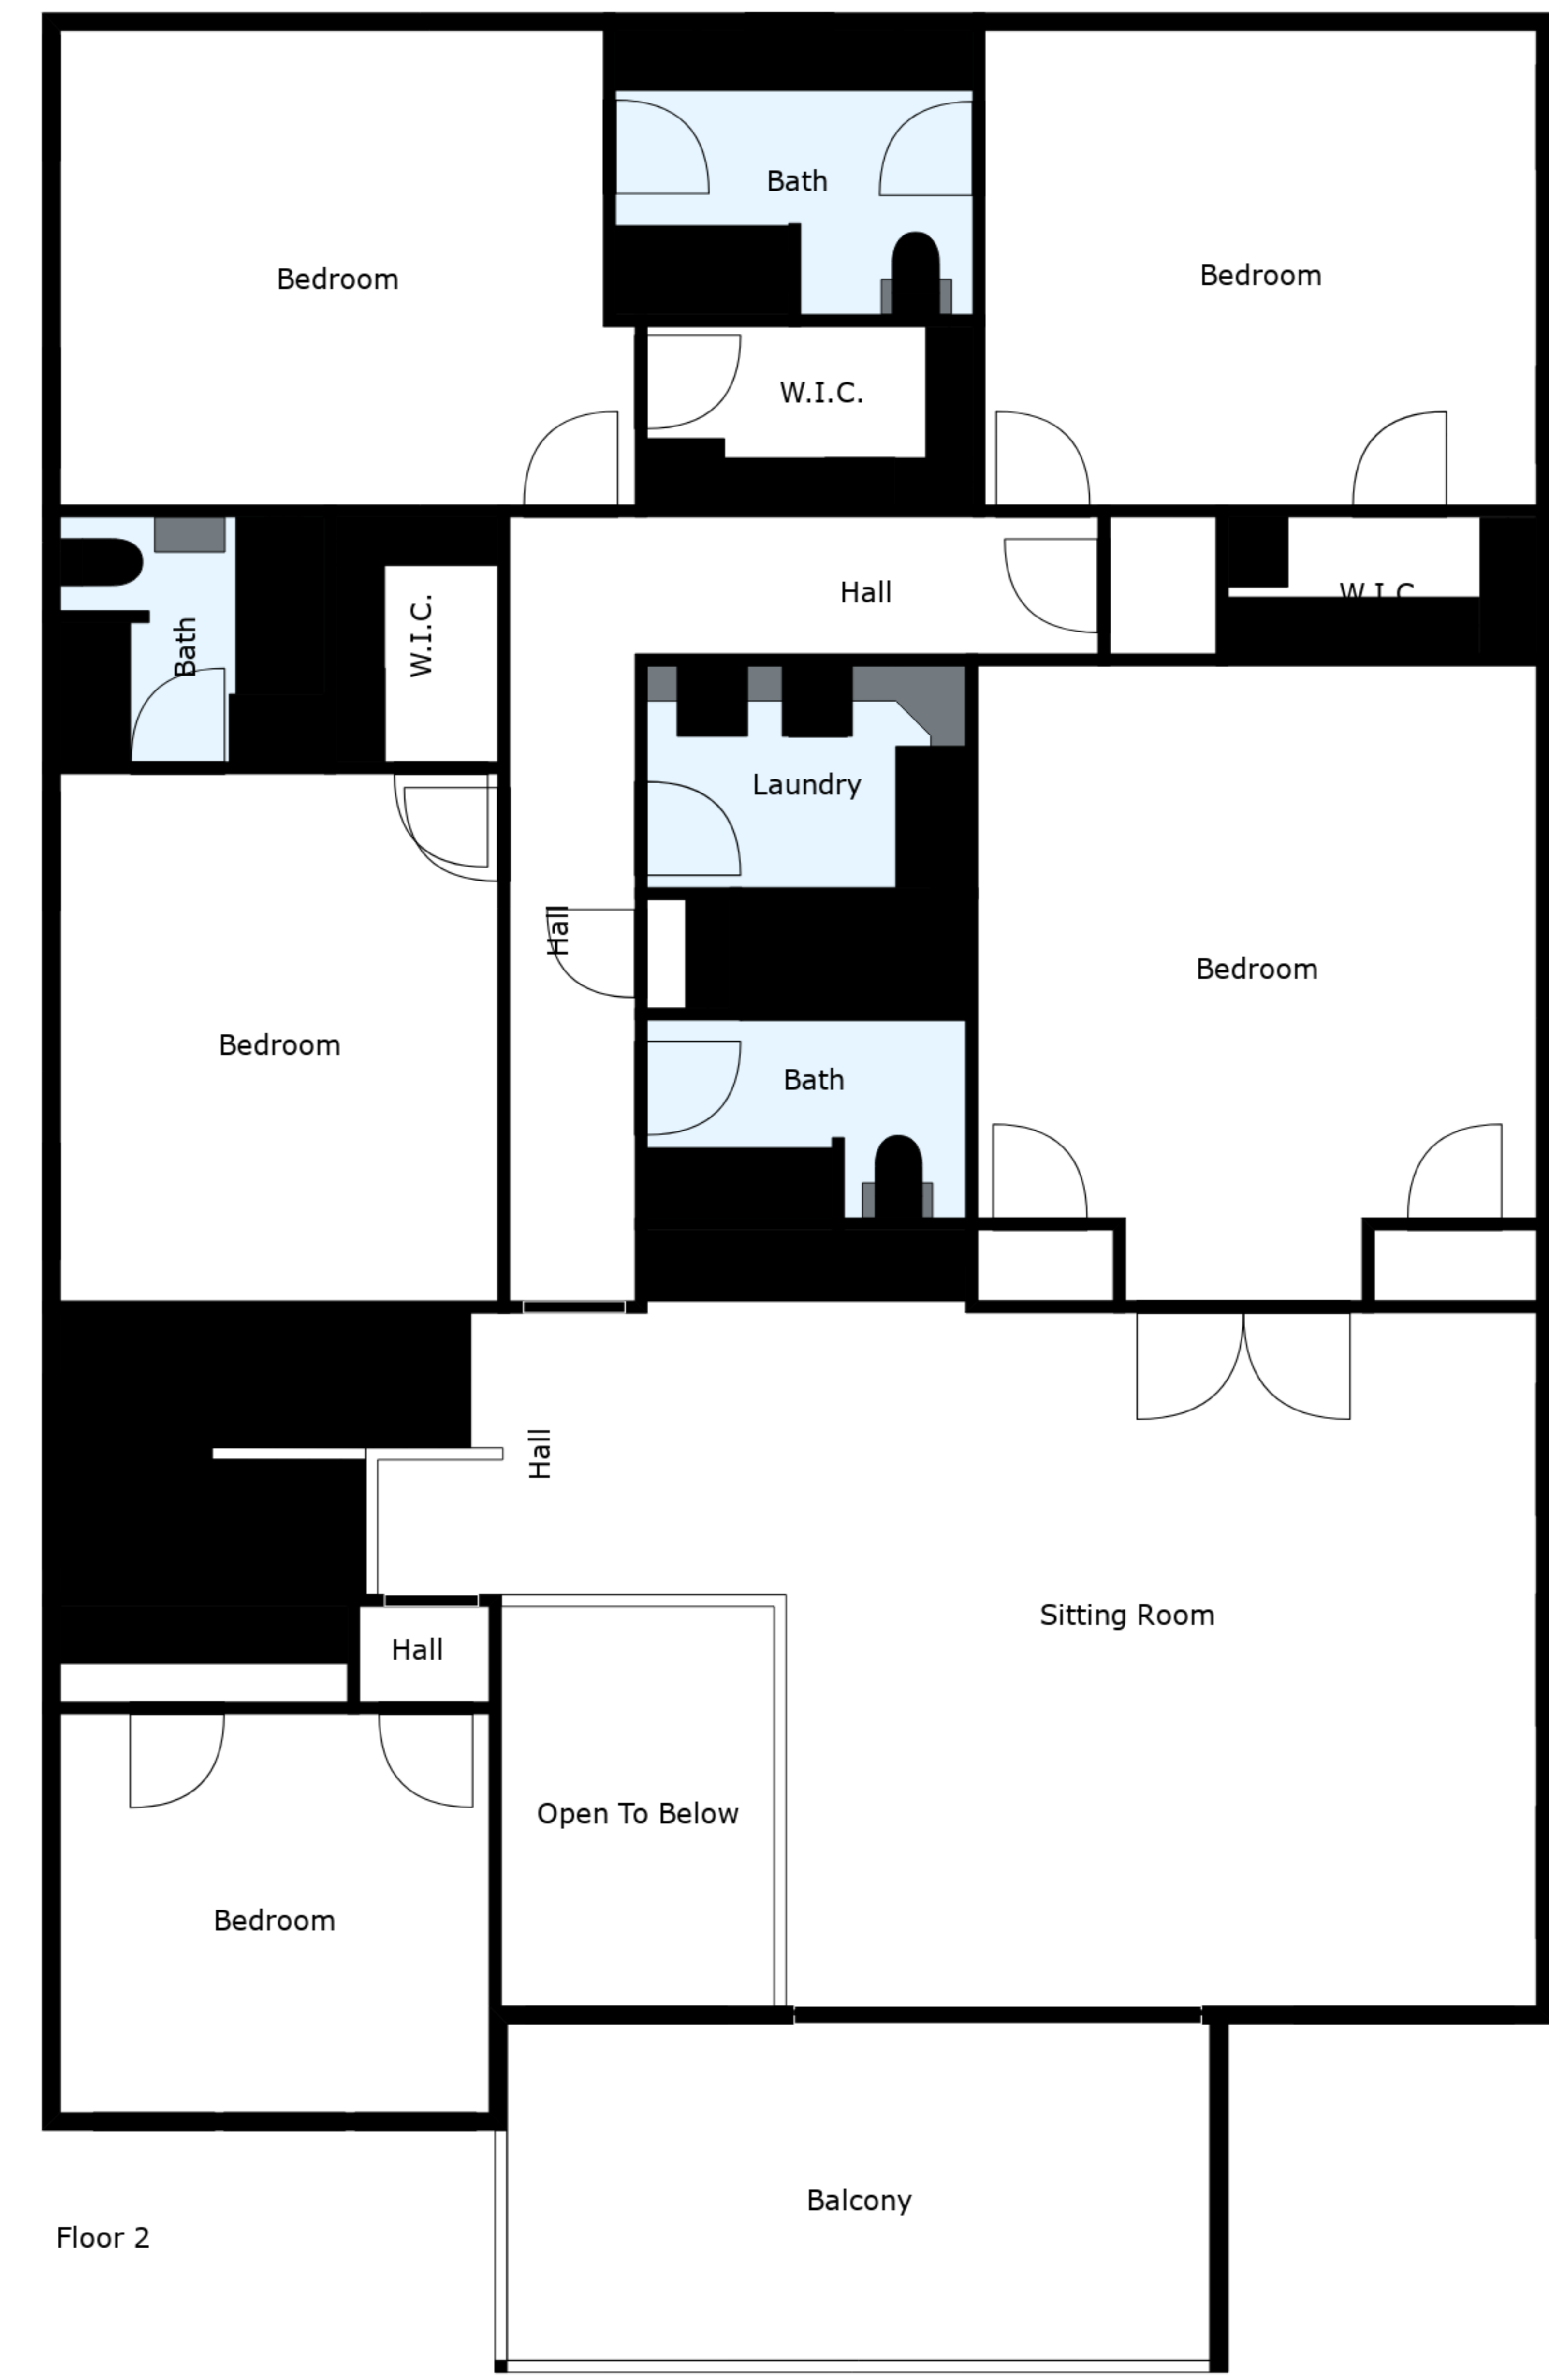 Bath
Bedroom
Bedroom
W.I.C.
Hall
W.I.C.
W.I.C
Bath
Laundry
Hall
Bedroom
Bedroom
Bath
Hall
Sitting Room
Hall
Open To Below
Bedroom
Balcony
Floor 2